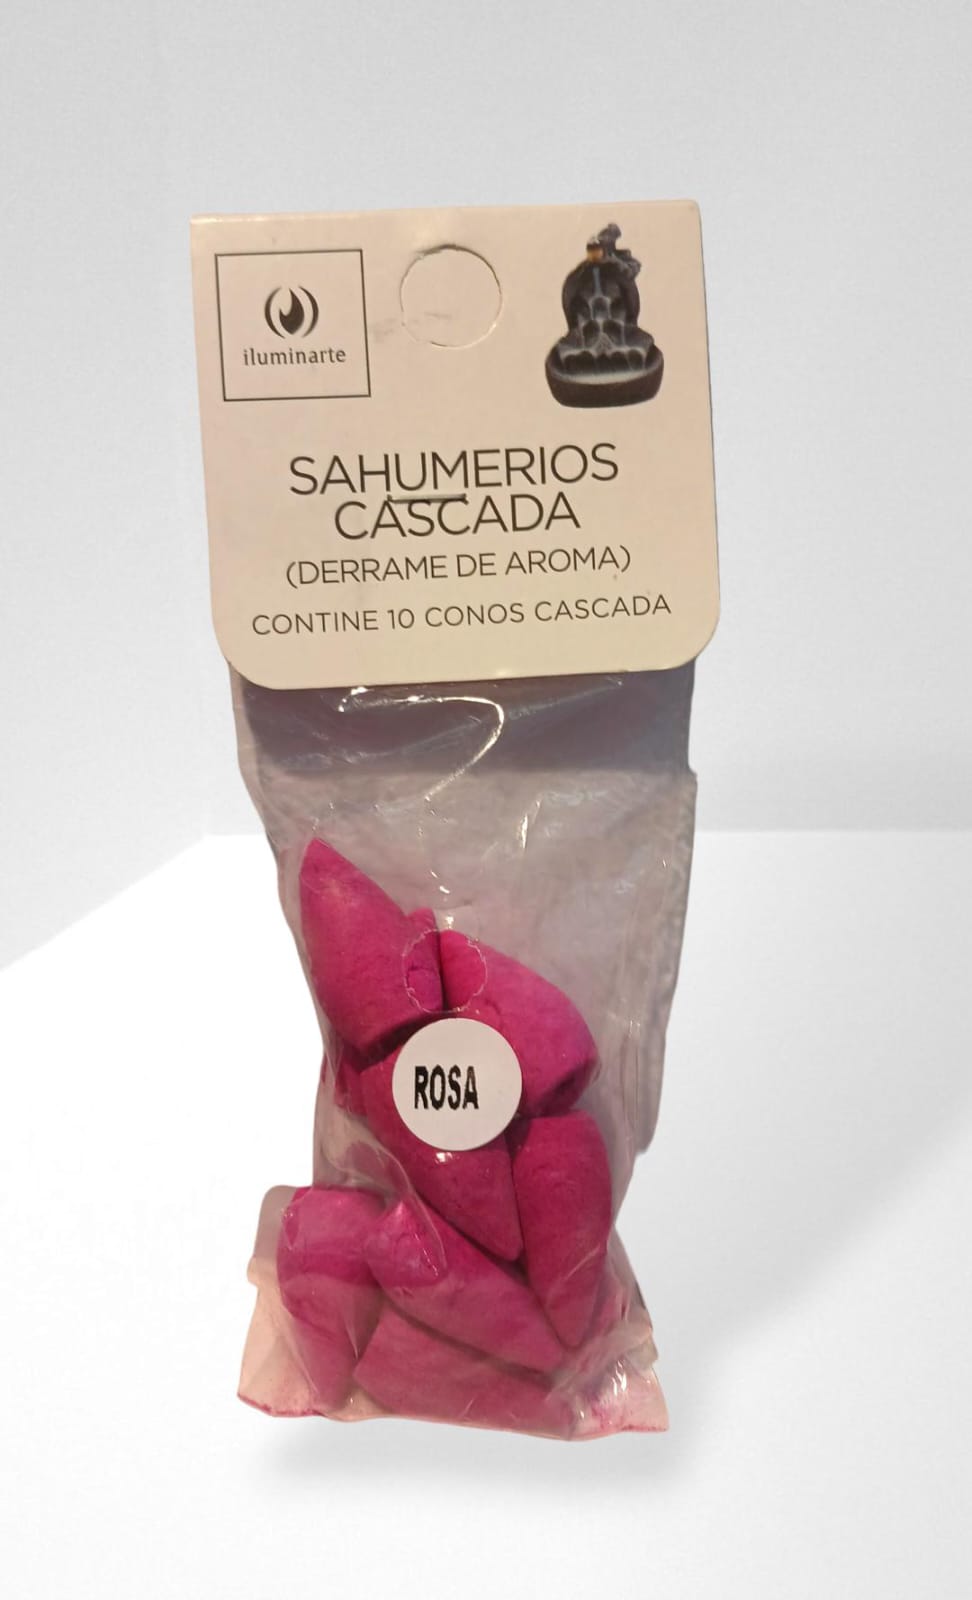 iluminarte
SAHUMERIOS
CASCADA
(DERRAME DE AROMA)
CONTINE 10 CONOS CASCADA
ROSA